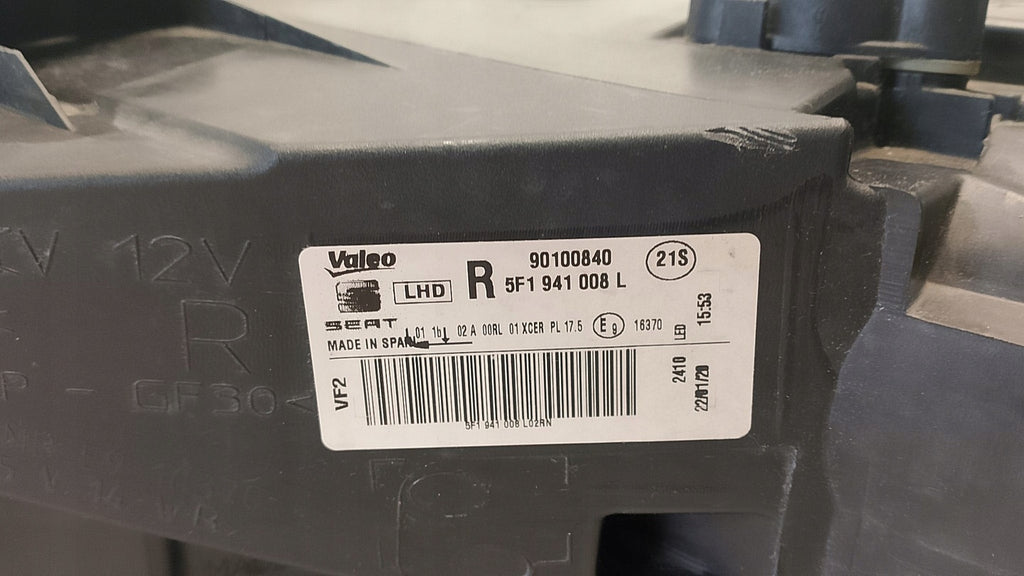 12V
R
GF30<
Valeo
90100840
21S
LHD
R
5F1 941 008 L
SEAT
01 1b 02 A 00RL 01 XCER PL 17.5 E9 16370
MADE IN SPAIN
LED
15:53
VF2
2410
22/01/20
5F1 941 008 L02RN